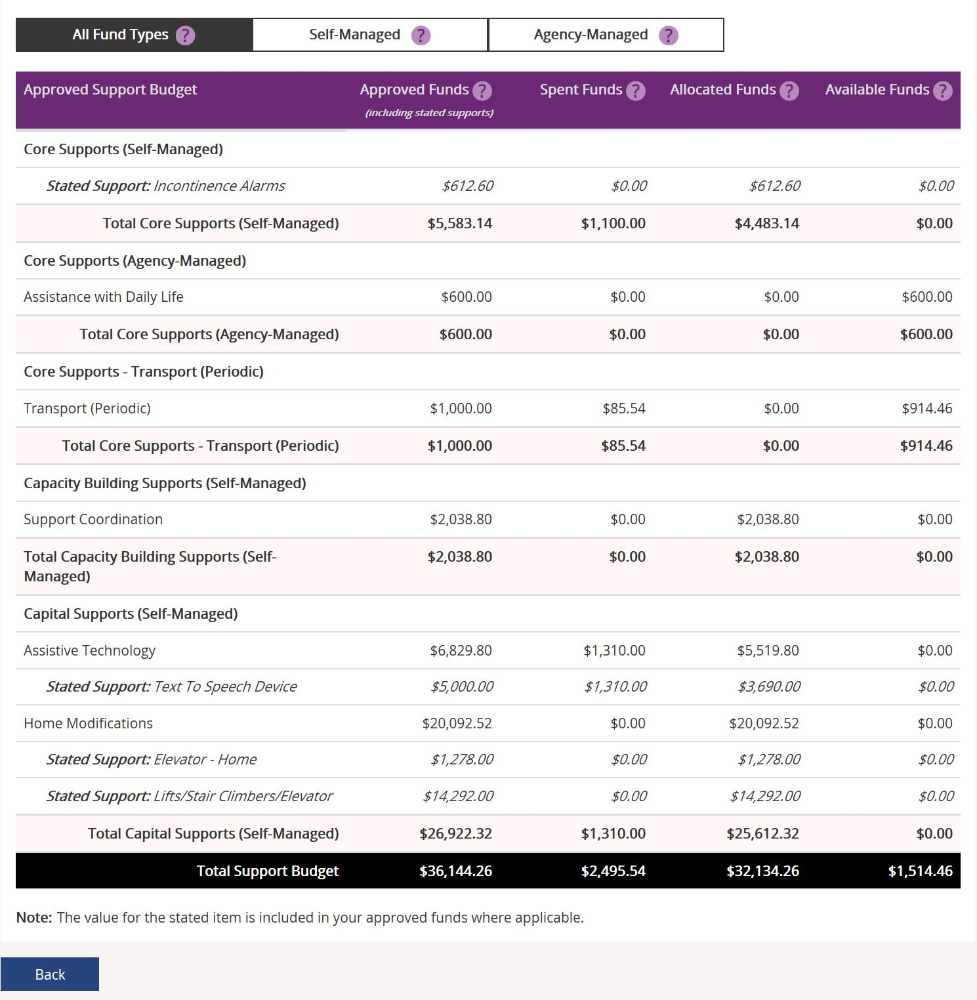 All Fund Types ? Self-Managed ? Agency-Managed ?
Approved Support Budget Approved Funds ? Spent Funds ? Allocated Funds ? Available Funds ?
(including stated supports)
Core Supports (Self-Managed)
Stated Support: Incontinence Alarms $612.60 $0.00 $612.60 $0.00
Total Core Supports (Self-Managed) $5,583.14 $1,100.00 $4,483.14 $0.00
Core Supports (Agency-Managed)
Assistance with Daily Life $600.00 $0.00 $0.00 $600.00
Total Core Supports (Agency-Managed) $600.00 $0.00 $0.00 $600.00
Core Supports - Transport (Periodic)
Transport (Periodic) $1,000.00 $85.54 $0.00 $914.46
Total Core Supports - Transport (Periodic) $1,000.00 $85.54 $0.00 $914.46
Capacity Building Supports (Self-Managed)
Support Coordination $2,038.80 $0.00 $2,038.80 $0.00
Total Capacity Building Supports (Self- $2,038.80 $0.00 $2,038.80 $0.00
Managed)
Capital Supports (Self-Managed)
Assistive Technology $6,829.80 $1,310.00 $5,519.80 $0.00
Stated Support: Text To Speech Device $5,000.00 $1,310.00 $3,690.00 $0.00
Home Modifications $20,092.52 $0.00 $20,092.52 $0.00
Stated Support: Elevator - Home $1,278.00 $0.00 $1,278.00 $0.00
Stated Support: Lifts/Stair Climbers/Elevator $14,292.00 $0.00 $14,292.00 $0.00
Total Capital Supports (Self-Managed) $26,922.32 $1,310.00 $25,612.32 $0.00
Total Support Budget $36,144.26 $2,495.54 $32,134.26 $1,514.46
Note: The value for the stated item is included in your approved funds where applicable.
Back